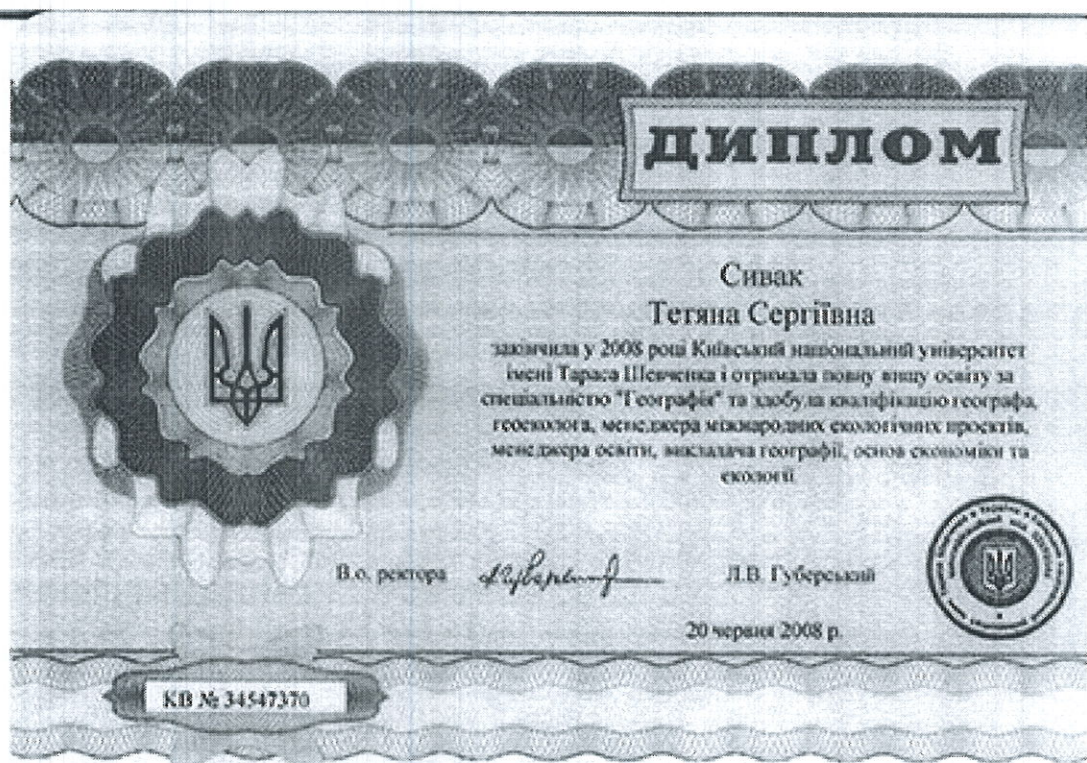 ДИПЛОМ
Сивак
Тетяна Сергіївна
закінчила у 2008 році Київський національний університет
імені Тараса Шевченка і отримала повну вищу освіту за
спеціальністю "Географія" та здобула кваліфікацію географа,
геоеколога, менеджера міжнародних екологічних проектів,
менеджера освіти, викладача географії, основ економіки та
екології
В.о. ректора Л.В. Губерський
20 червня 2008 р.
КВ № 34547370